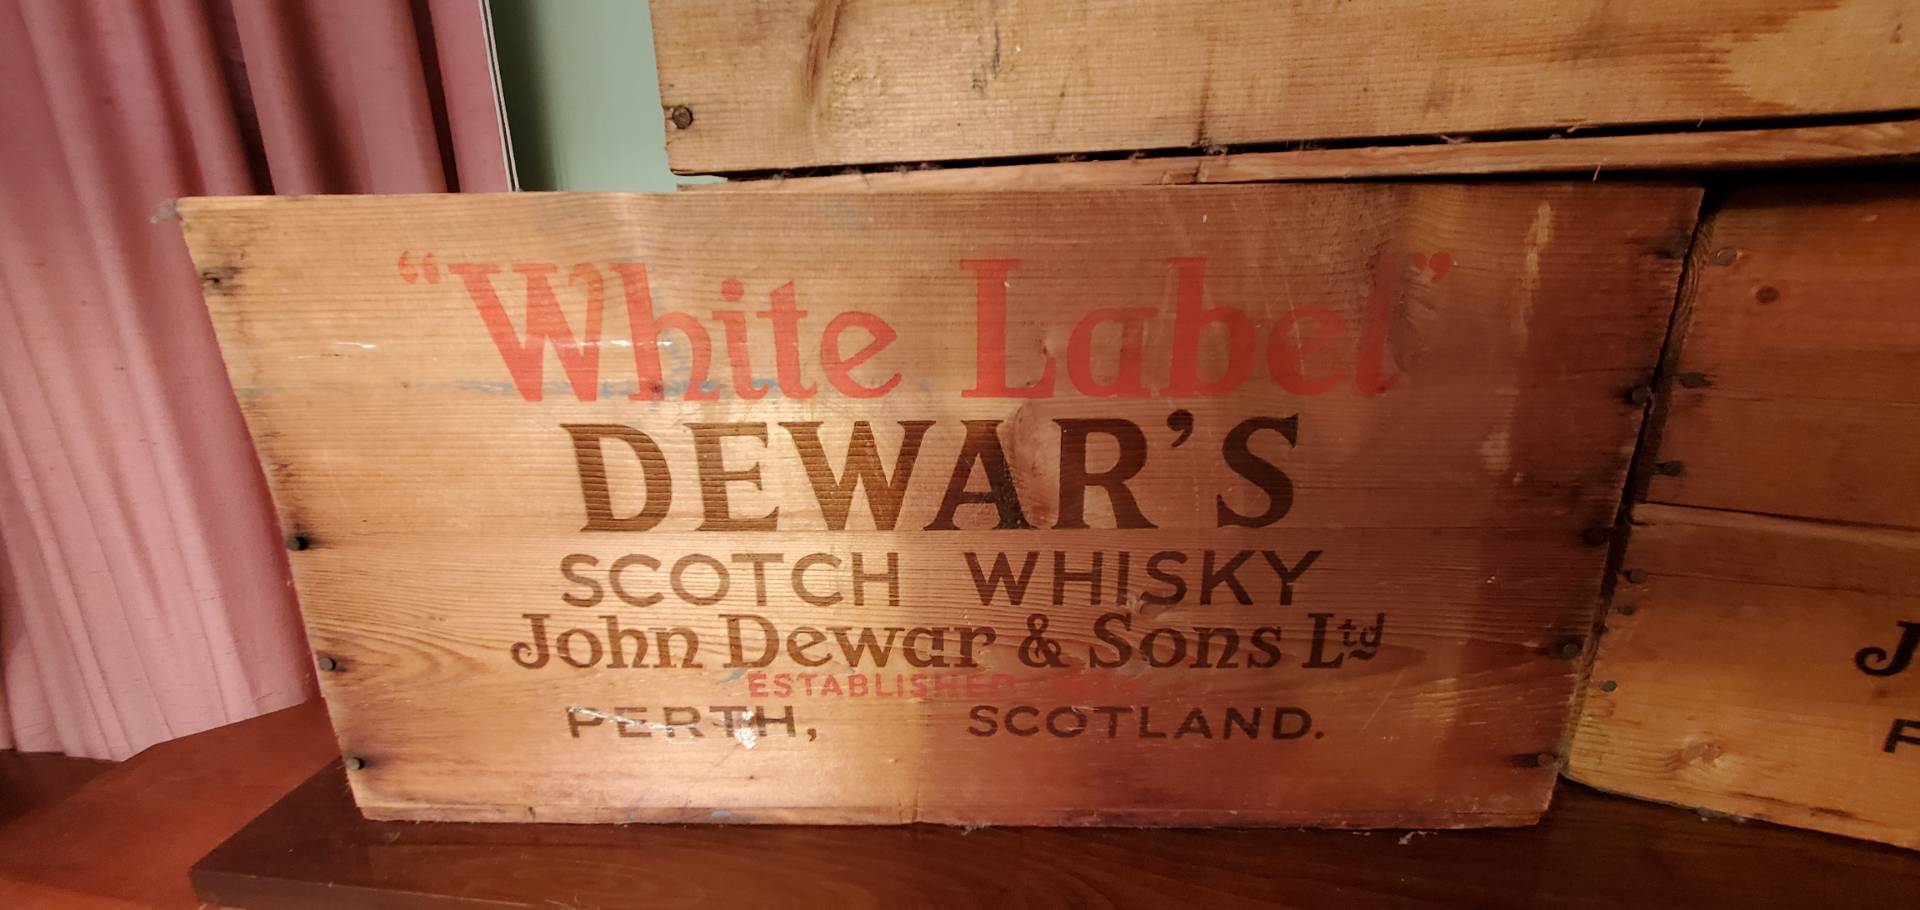 “White Label”
DEWAR’S
SCOTCH WHISKY
John Dewar & Sons Ltd
ESTABLISHED
PERTH, SCOTLAND.
J
P